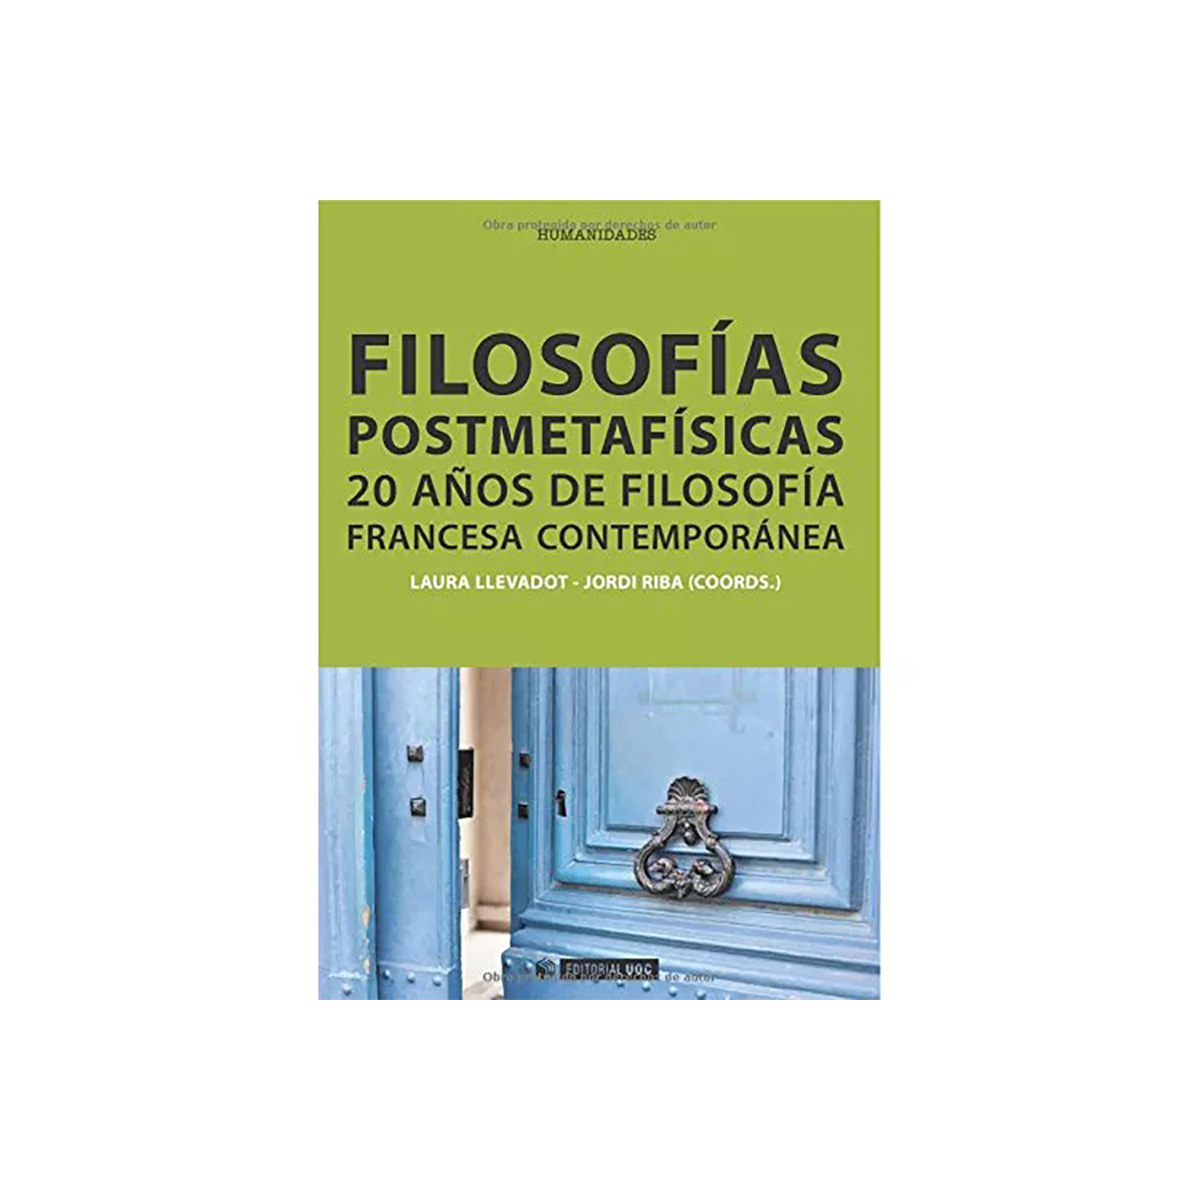 Obra protegida por derechos de autor
HUMANIDADES
FILOSOFÍAS
POSTMETAFÍSICAS
20 AÑOS DE FILOSOFÍA
FRANCESA CONTEMPORÁNEA
LAURA LLEVADOT - JORDI RIBA (COORDS.)
EDITORIAL UOC
Obra protegida por derechos de autor